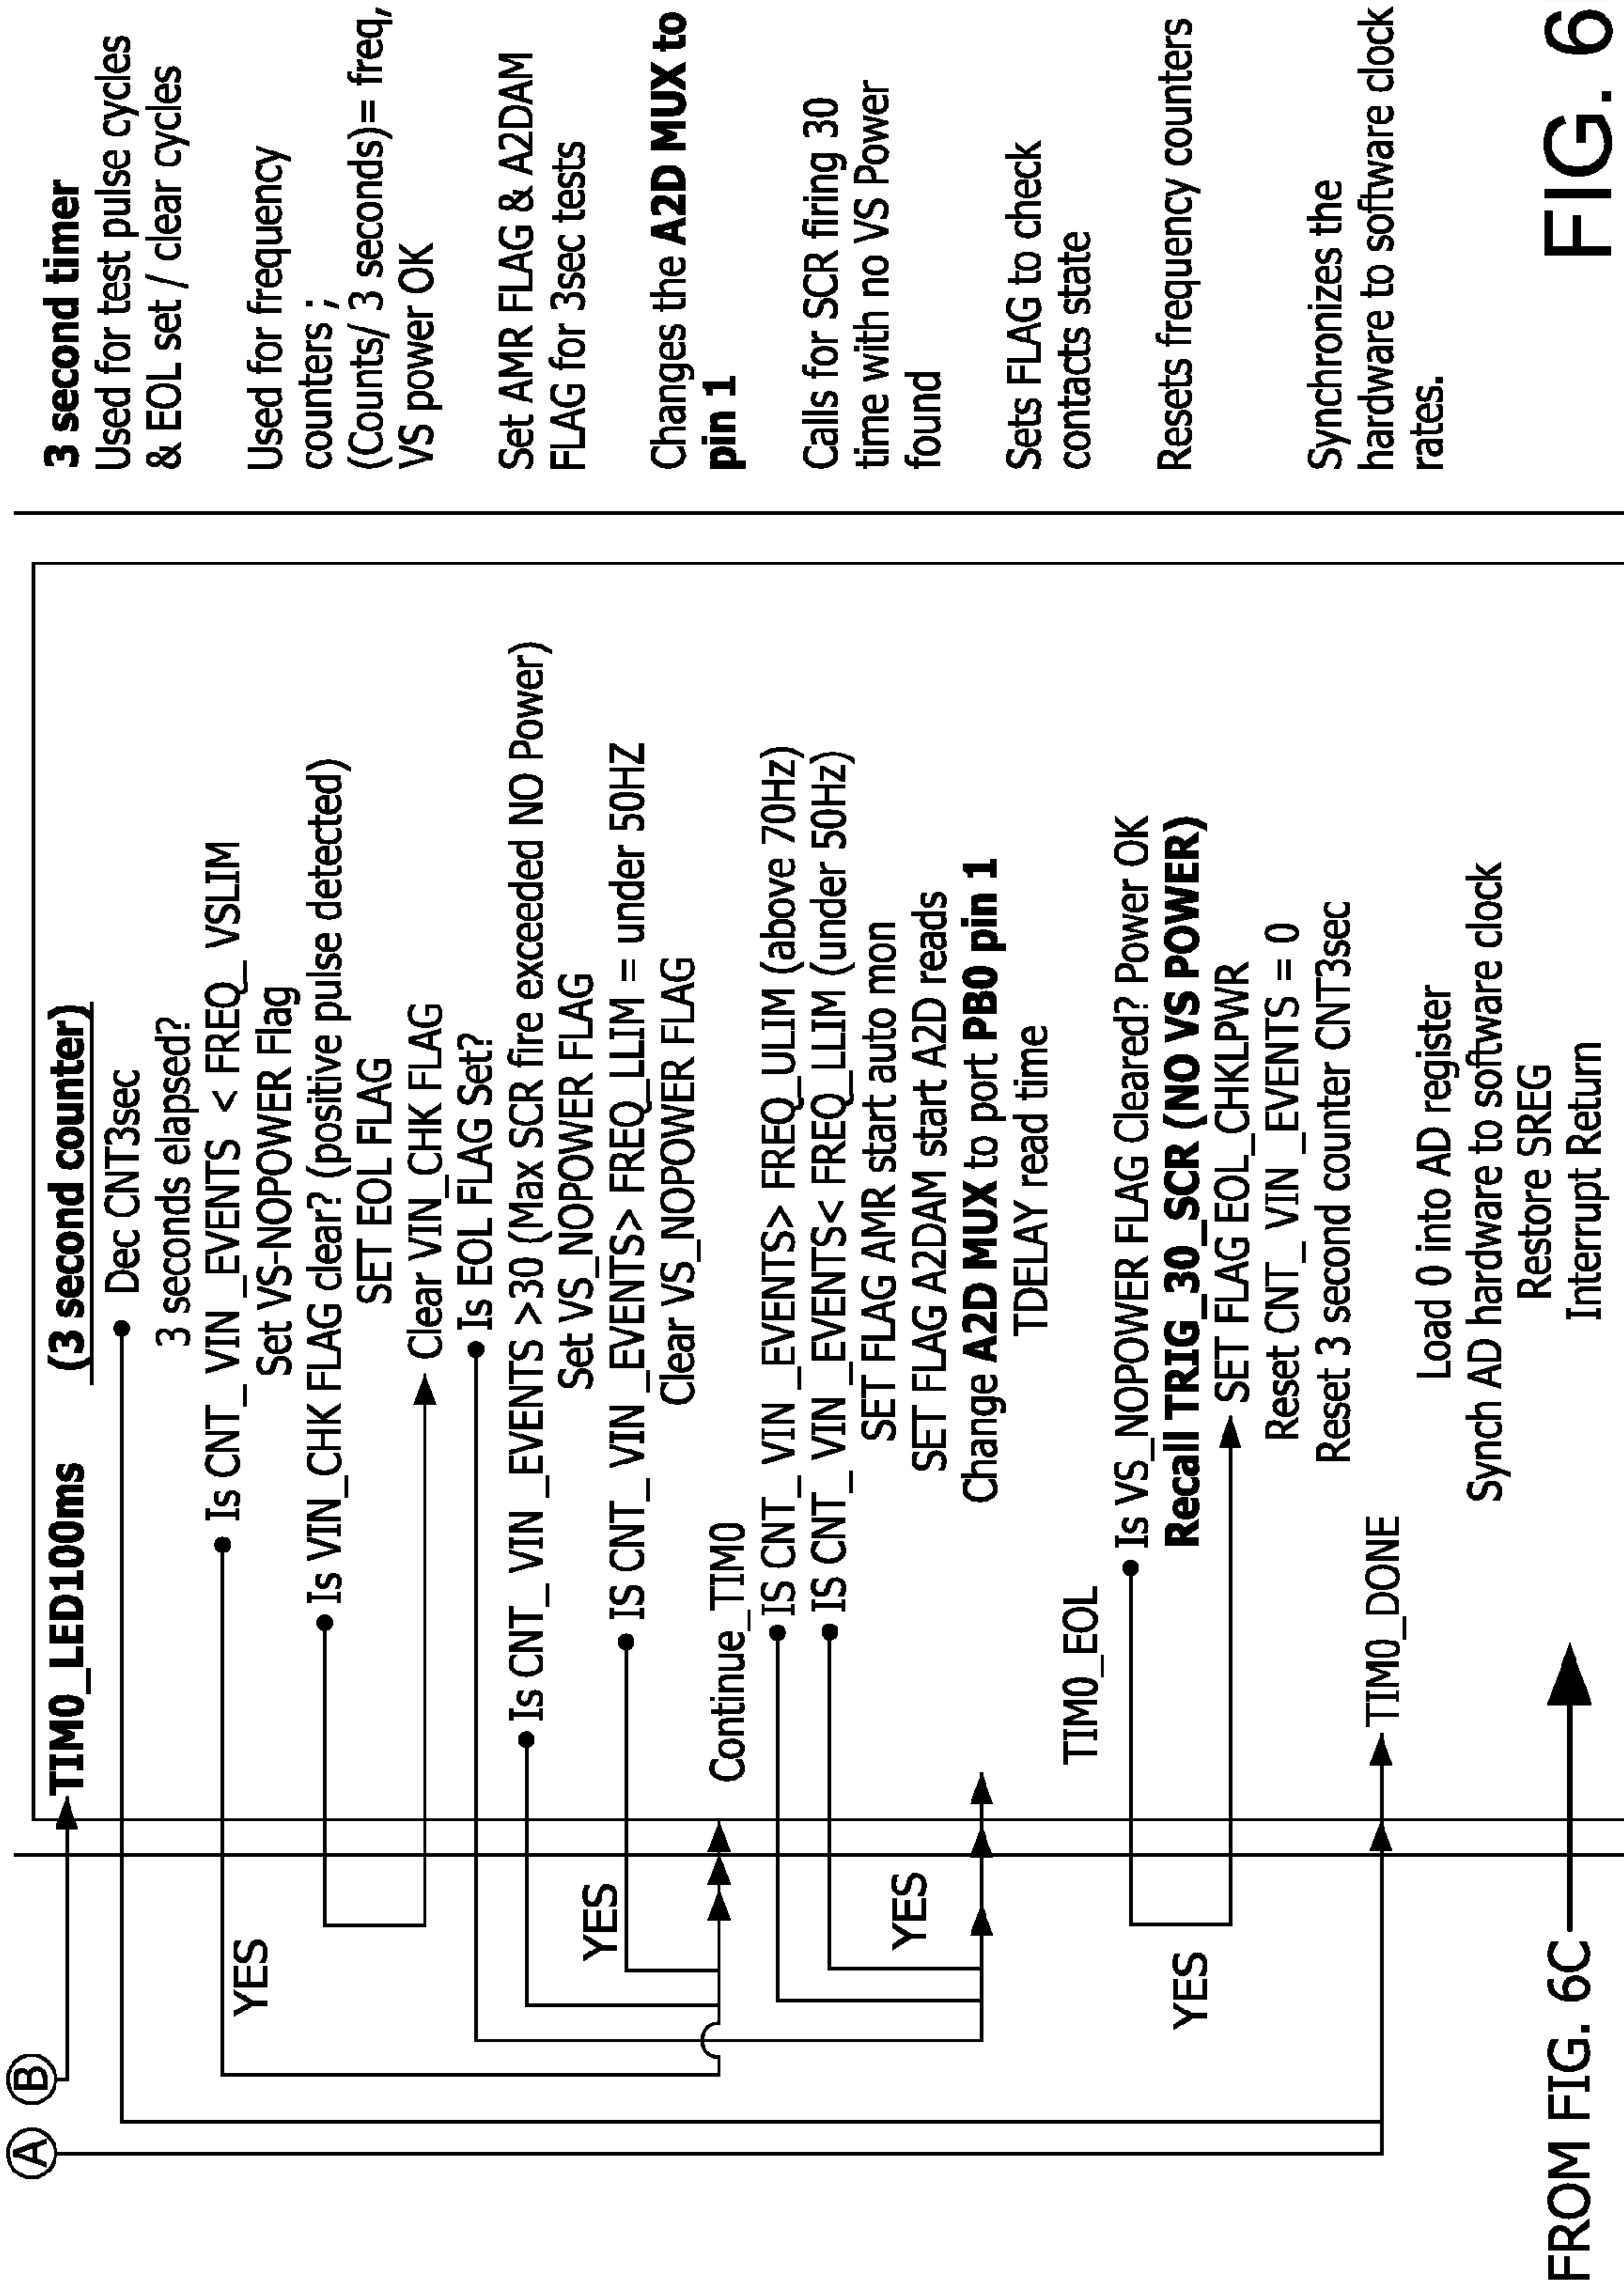 A
B
YES
YES
YES
YES
FROM FIG. 6C
TIM0_LED100ms (3 second counter)
Dec CNT3sec
3 seconds elapsed?
Is CNT_VIN_EVENTS < FREQ_VSLIM
Set VS-NOPOWER Flag
Is VIN_CHK FLAG clear? (positive pulse detected)
SET EOL FLAG
Clear VIN_CHK FLAG
Is EOL FLAG Set?
Is CNT_VIN_EVENTS >30 (Max SCR fire exceeded NO Power)
Set VS_NOPOWER FLAG
IS CNT_VIN_EVENTS> FREQ_LLIM = under 50HZ
Clear VS_NOPOWER FLAG
Continue_TIM0
IS CNT_VIN_EVENTS> FREQ_ULIM (above 70Hz)
IS CNT_VIN_EVENTS< FREQ_LLIM (under 50Hz)
SET FLAG AMR start auto mon
SET FLAG A2DAM start A2D reads
Change A2D MUX to port PB0 pin 1
TDELAY read time
TIM0_EOL
Is VS_NOPOWER FLAG Cleared? Power OK
Recall TRIG_30_SCR (NO VS POWER)
SET FLAG EOL_CHKLPWR
Reset CNT_VIN_EVENTS = 0
Reset 3 second counter CNT3sec
TIM0_DONE
Load 0 into AD register
Synch AD hardware to software clock
Restore SREG
Interrupt Return
3 second timer
Used for test pulse cycles
& EOL set / clear cycles
Used for frequency
counters ;
(Counts/ 3 seconds)= freq,
VS power OK
Set AMR FLAG & A2DAM
FLAG for 3sec tests
Changes the A2D MUX to
pin 1
Calls for SCR firing 30
time with no VS Power
found
Sets FLAG to check
contacts state
Resets frequency counters
Synchronizes the
hardware to software clock
rates.
FIG. 6